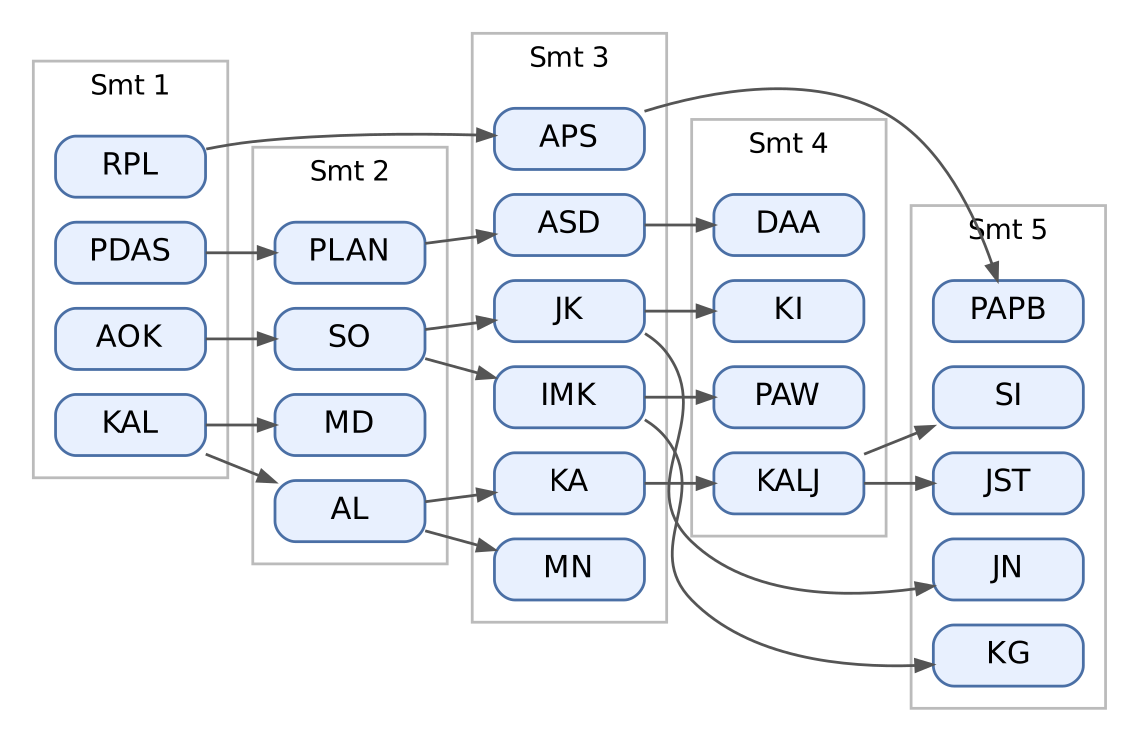 Smt 1
RPL
PDAS
AOK
KAL
Smt 2
PLAN
SO
MD
AL
Smt 3
APS
ASD
JK
IMK
KA
MN
Smt 4
DAA
KI
PAW
KALJ
Smt 5
PAPB
SI
JST
JN
KG